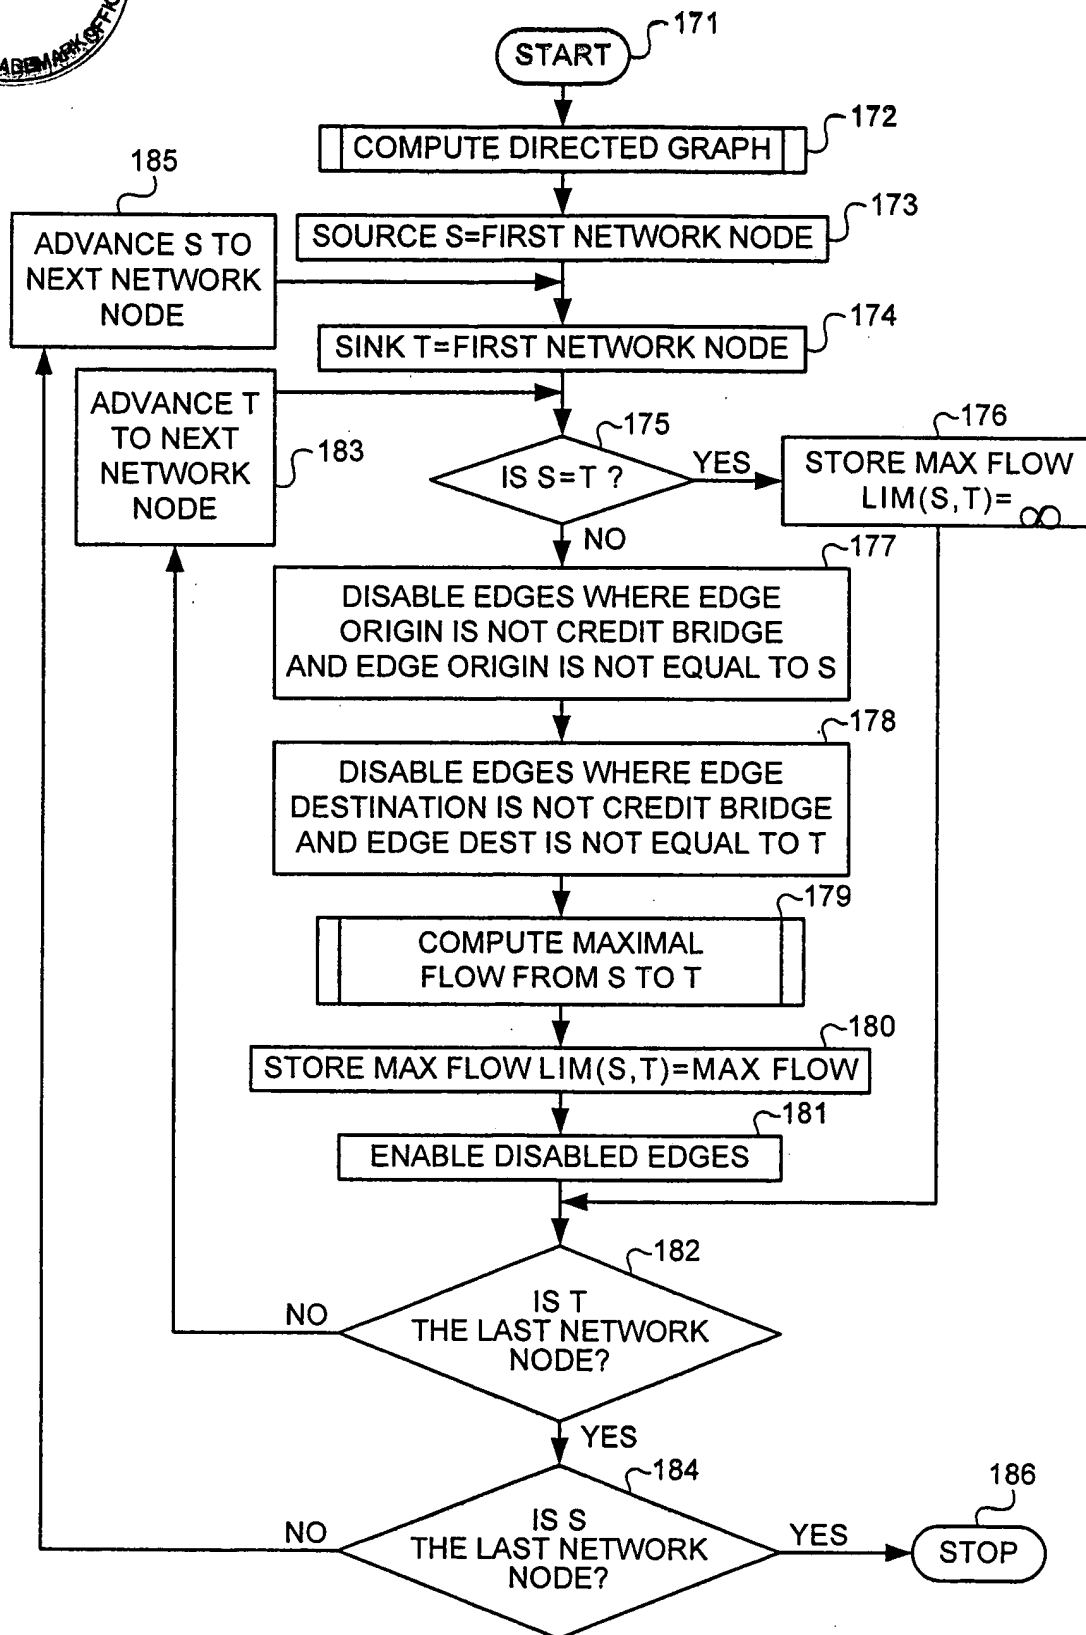 ADEMARK OFFIC
START
171
COMPUTE DIRECTED GRAPH
172
185
SOURCE S=FIRST NETWORK NODE
173
ADVANCE S TO
NEXT NETWORK
NODE
SINK T=FIRST NETWORK NODE
174
ADVANCE T
TO NEXT
NETWORK
NODE
183
175
IS S=T ?
YES
NO
176
STORE MAX FLOW
LIM(S,T)= ∞
177
DISABLE EDGES WHERE EDGE
ORIGIN IS NOT CREDIT BRIDGE
AND EDGE ORIGIN IS NOT EQUAL TO S
178
DISABLE EDGES WHERE EDGE
DESTINATION IS NOT CREDIT BRIDGE
AND EDGE DEST IS NOT EQUAL TO T
179
COMPUTE MAXIMAL
FLOW FROM S TO T
180
STORE MAX FLOW LIM(S,T)=MAX FLOW
181
ENABLE DISABLED EDGES
182
NO
IS T
THE LAST NETWORK
NODE?
YES
184
NO
IS S
THE LAST NETWORK
NODE?
YES
186
STOP